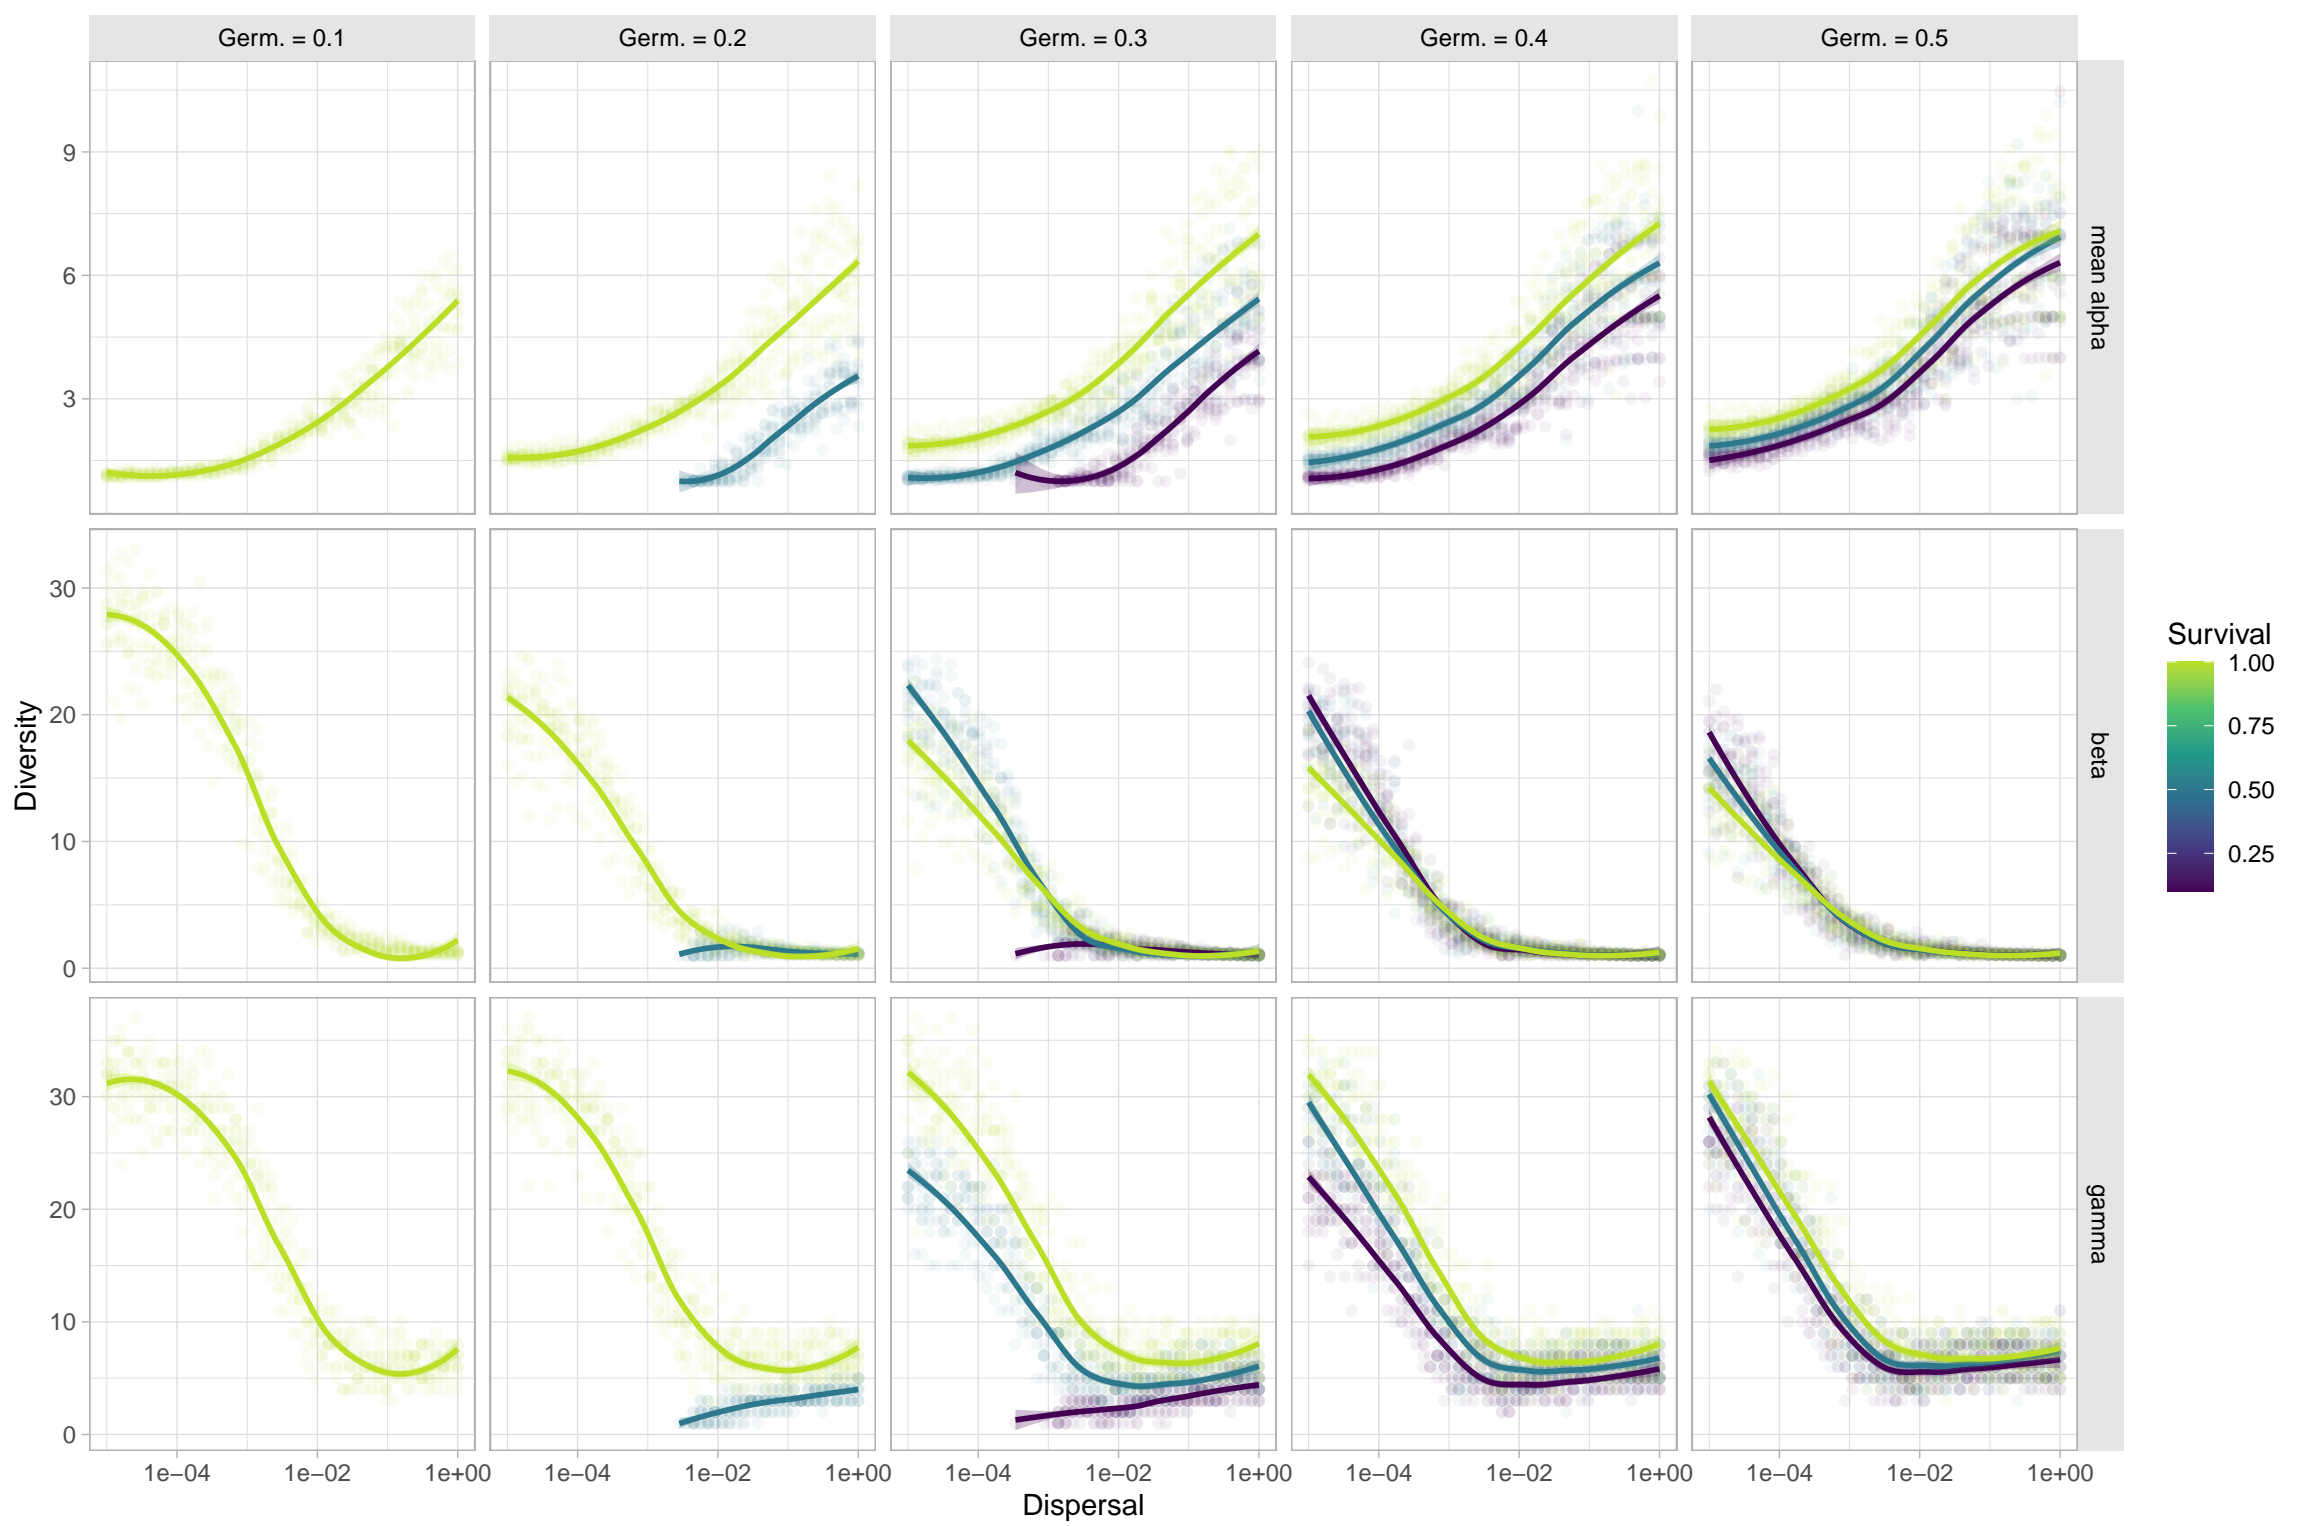 Germ. = 0.1
Germ. = 0.2
Germ. = 0.3
Germ. = 0.4
Germ. = 0.5
9
6
3
mean alpha
30
20
10
0
beta
30
20
10
0
gamma
Diversity
1e−04
1e−02
1e+00
1e−04
1e−02
1e+00
1e−04
1e−02
1e+00
1e−04
1e−02
1e+00
1e−04
1e−02
1e+00
Dispersal
Survival
1.00
0.75
0.50
0.25